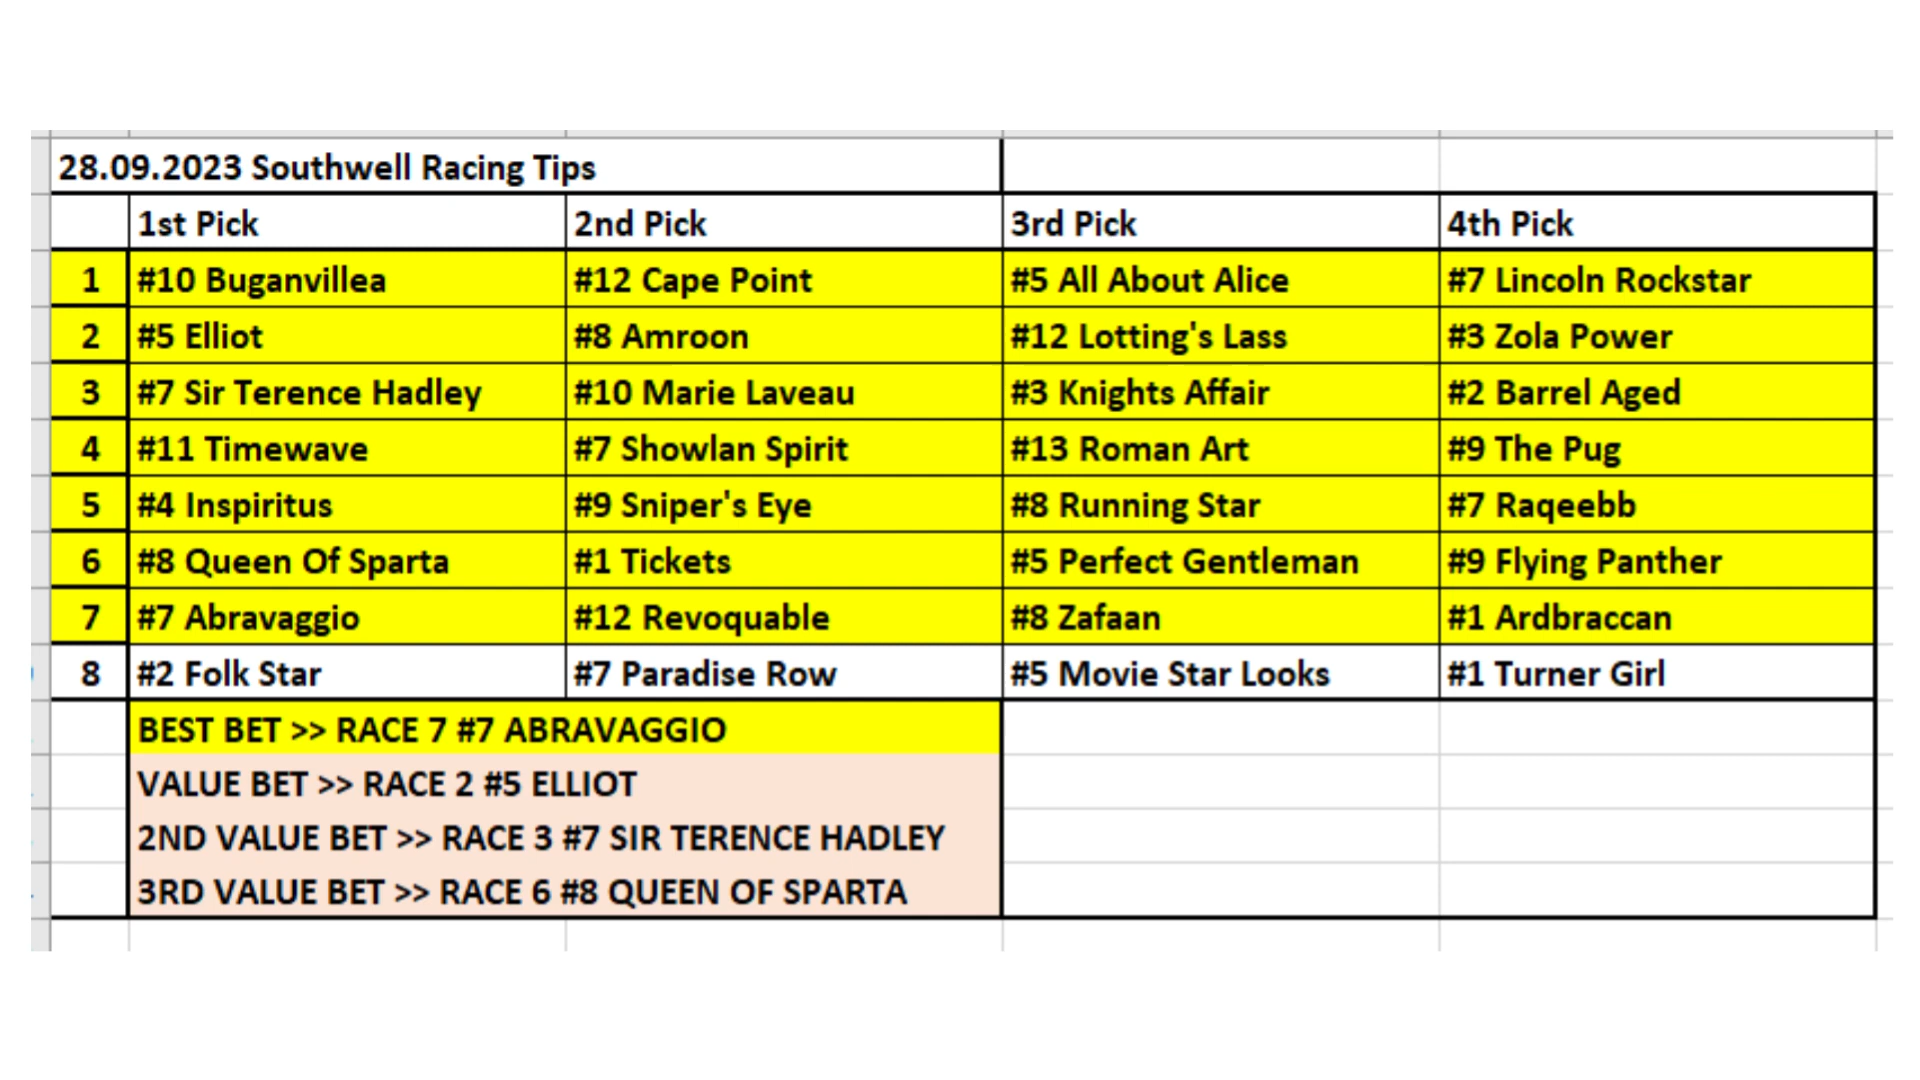 28.09.2023 Southwell Racing Tips
1st Pick 2nd Pick 3rd Pick 4th Pick
1 #10 Buganvillea #12 Cape Point #5 All About Alice #7 Lincoln Rockstar
2 #5 Elliot #8 Amroon #12 Lotting's Lass #3 Zola Power
3 #7 Sir Terence Hadley #10 Marie Laveau #3 Knights Affair #2 Barrel Aged
4 #11 Timewave #7 Showlan Spirit #13 Roman Art #9 The Pug
5 #4 Inspiritus #9 Sniper's Eye #8 Running Star #7 Raqeebb
6 #8 Queen Of Sparta #1 Tickets #5 Perfect Gentleman #9 Flying Panther
7 #7 Abravaggio #12 Revoquable #8 Zafaan #1 Ardbraccan
8 #2 Folk Star #7 Paradise Row #5 Movie Star Looks #1 Turner Girl
BEST BET >> RACE 7 #7 ABRAVAGGIO
VALUE BET >> RACE 2 #5 ELLIOT
2ND VALUE BET >> RACE 3 #7 SIR TERENCE HADLEY
3RD VALUE BET >> RACE 6 #8 QUEEN OF SPARTA